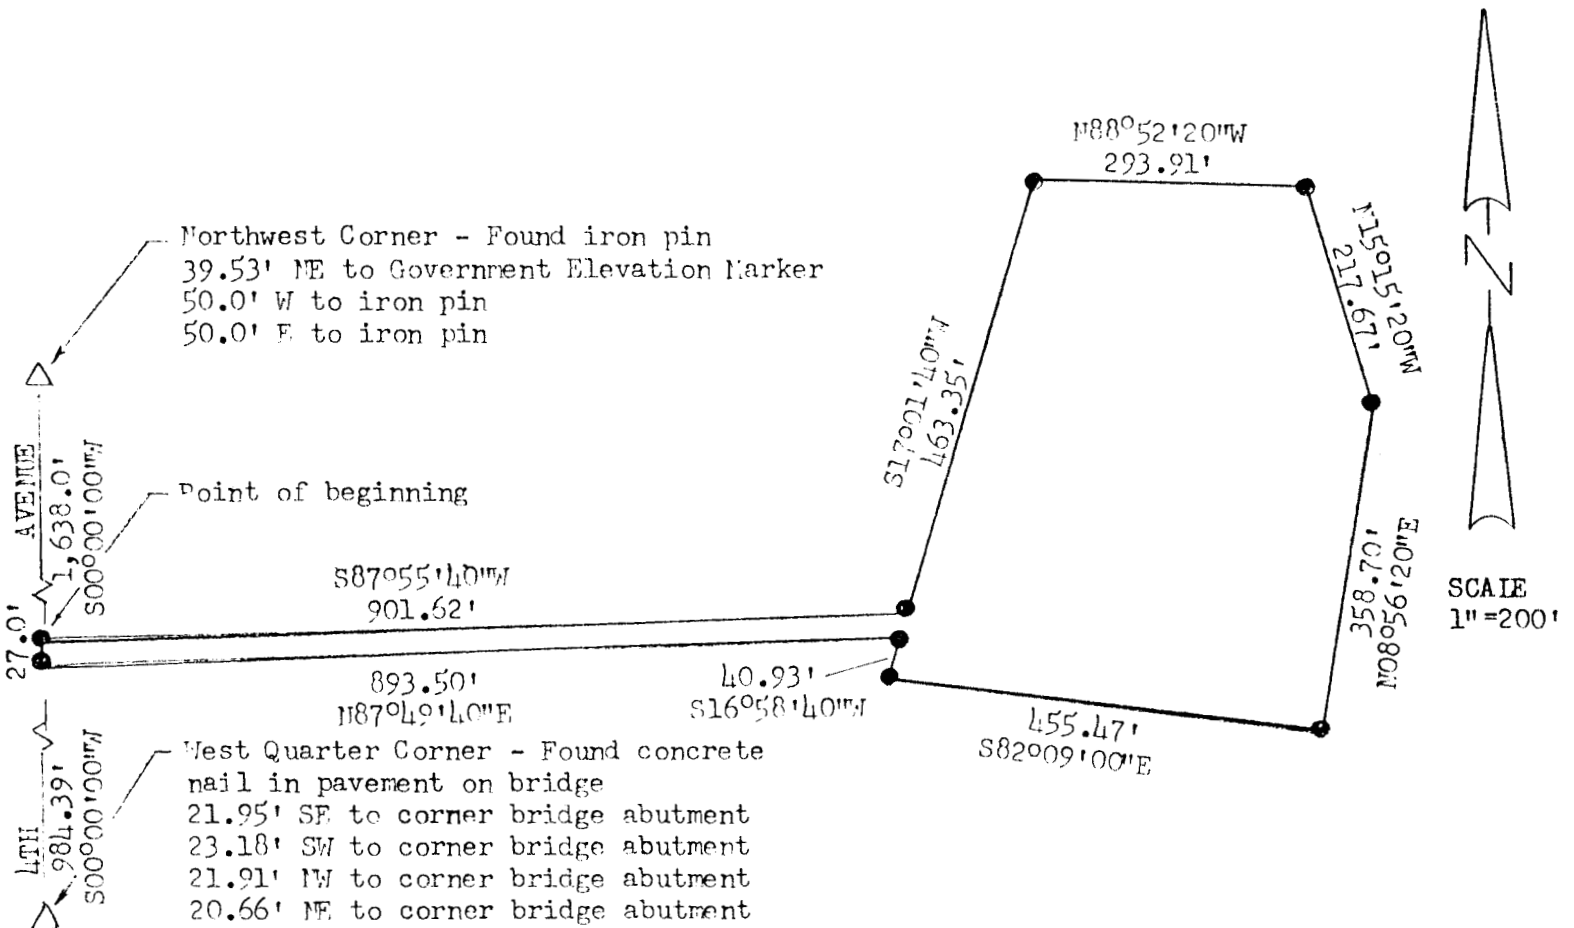 N88°52'20"W
293.91'
N15°15'20"W
217.67'
Northwest Corner - Found iron pin
39.53' NE to Government Elevation Marker
50.0' W to iron pin
50.0' E to iron pin
N
S17°01'40"W
463.35'
AVENUE
1,638.0'
S00°00'00"W
Point of beginning
S87°55'40"W
901.62'
358.70'
N08°56'20"E
SCALE
1"=200'
27.0'
893.50'
N87°49'40"E
40.93'
S16°58'40"W
455.47'
S82°09'00"E
West Quarter Corner - Found concrete
nail in pavement on bridge
21.95' SE to corner bridge abutment
23.18' SW to corner bridge abutment
21.91' NW to corner bridge abutment
20.66' NE to corner bridge abutment
4TH
984.39'
S00°00'00"W